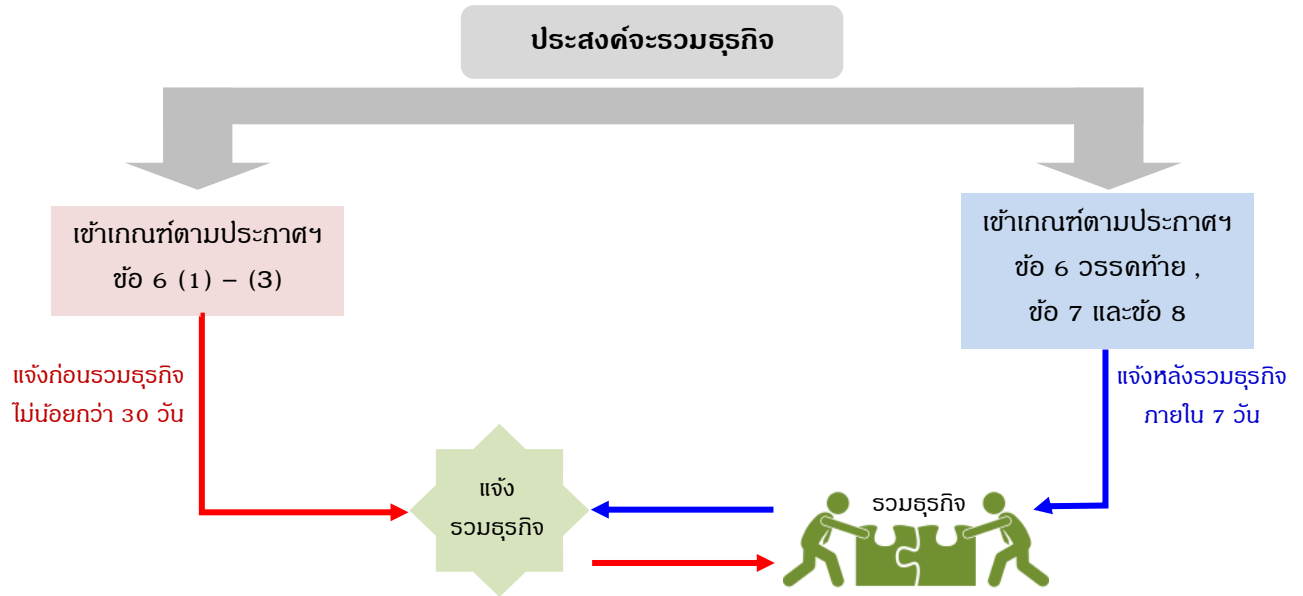 ประสงค์จะรวมธุรกิจ
เข้าเกณฑ์ตามประกาศฯ
ข้อ 6 (1) – (3)
เข้าเกณฑ์ตามประกาศฯ
ข้อ 6 วรรคท้าย ,
ข้อ 7 และข้อ 8
แจ้งก่อนรวมธุรกิจ
ไม่น้อยกว่า 30 วัน
แจ้งหลังรวมธุรกิจ
ภายใน 7 วัน
แจ้ง
รวมธุรกิจ
รวมธุรกิจ